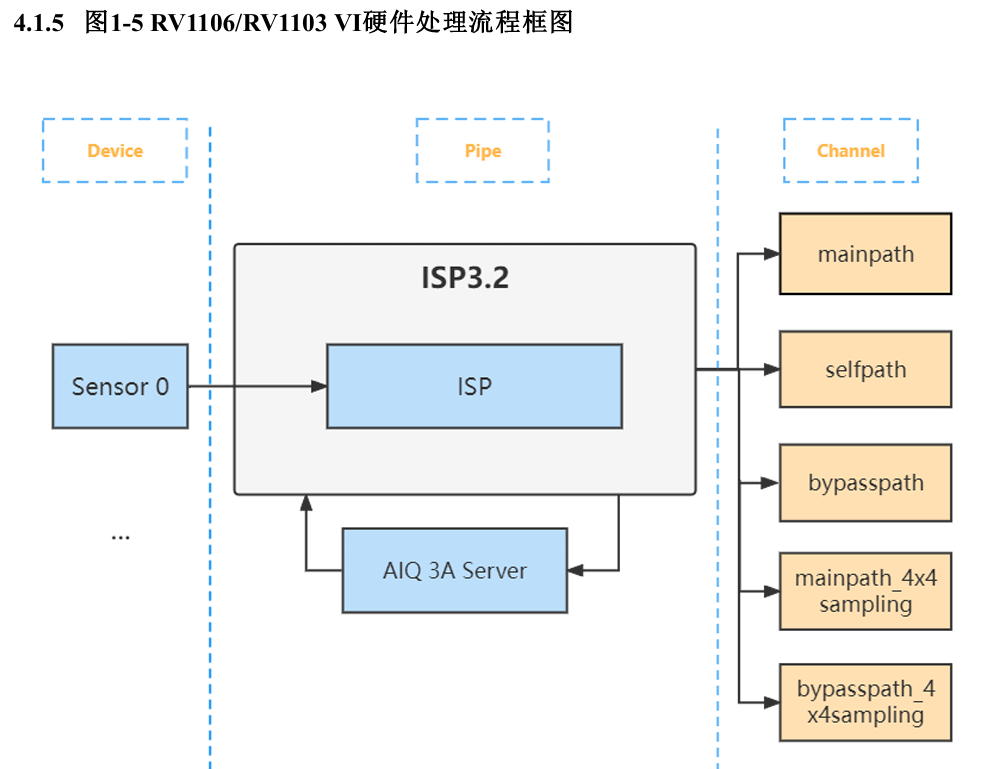 4.1.5 图1-5 RV1106/RV1103 VI硬件处理流程框图
Device
Pipe
Channel
ISP3.2
Sensor 0
ISP
...
AIQ 3A Server
mainpath
selfpath
bypasspath
mainpath_4x4
sampling
bypasspath_4
x4sampling